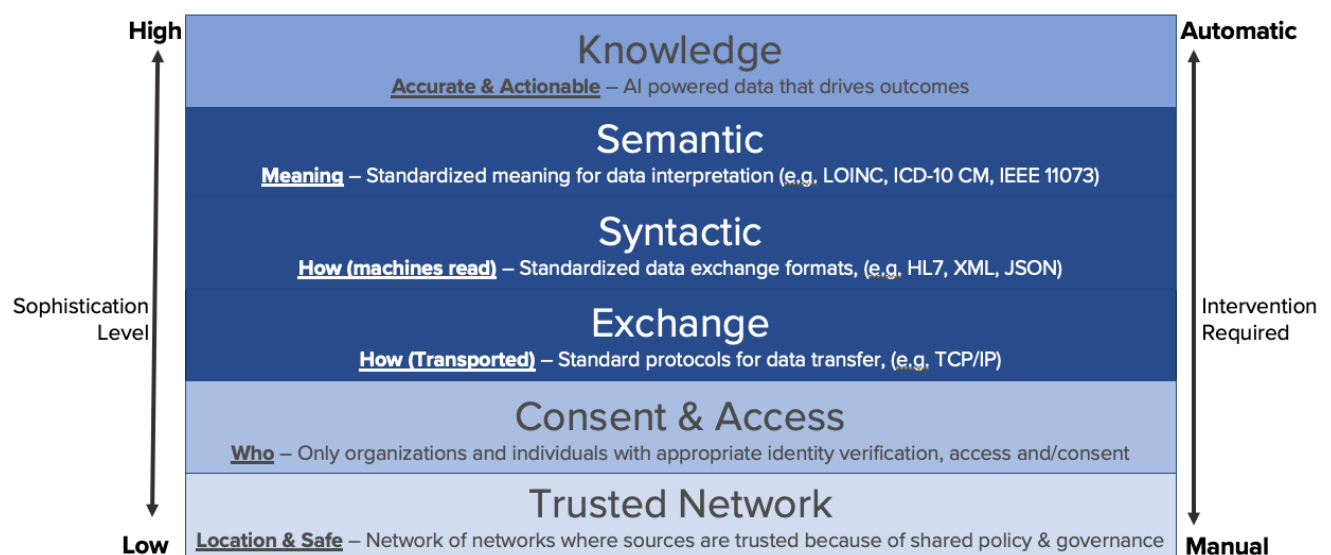 High
Automatic
Knowledge
Accurate & Actionable – AI powered data that drives outcomes
Semantic
Meaning – Standardized meaning for data interpretation (e.g. LOINC, ICD-10 CM, IEEE 11073)
Syntactic
How (machines read) – Standardized data exchange formats, (e.g. HL7, XML, JSON)
Sophistication
Level
Intervention
Required
Exchange
How (Transported) – Standard protocols for data transfer, (e.g. TCP/IP)
Consent & Access
Who – Only organizations and individuals with appropriate identity verification, access and/or consent
Trusted Network
Location & Safe – Network of networks where sources are trusted because of shared policy & governance
Low
Manual